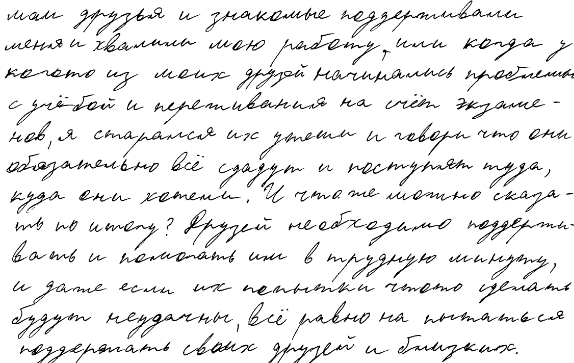 мои друзья и знакомые поддерживали
меня и хвалили мою работу, или когда у
когото из моих друзей начинались проблемы
с учёбой и переживания на счёт экзаме-
нов, я старался их утеши и говори что они
обязательно всё сдадут и поступят туда,
куда они хотели. И что же можно сказа-
ть по итогу? Друзей необходимо поддержи-
вать и помогать им в трудную минуту,
и даже если их попытки чтото сделать
будут неудачны, всё равно на пытаться
поддержать своих друзей и близких.